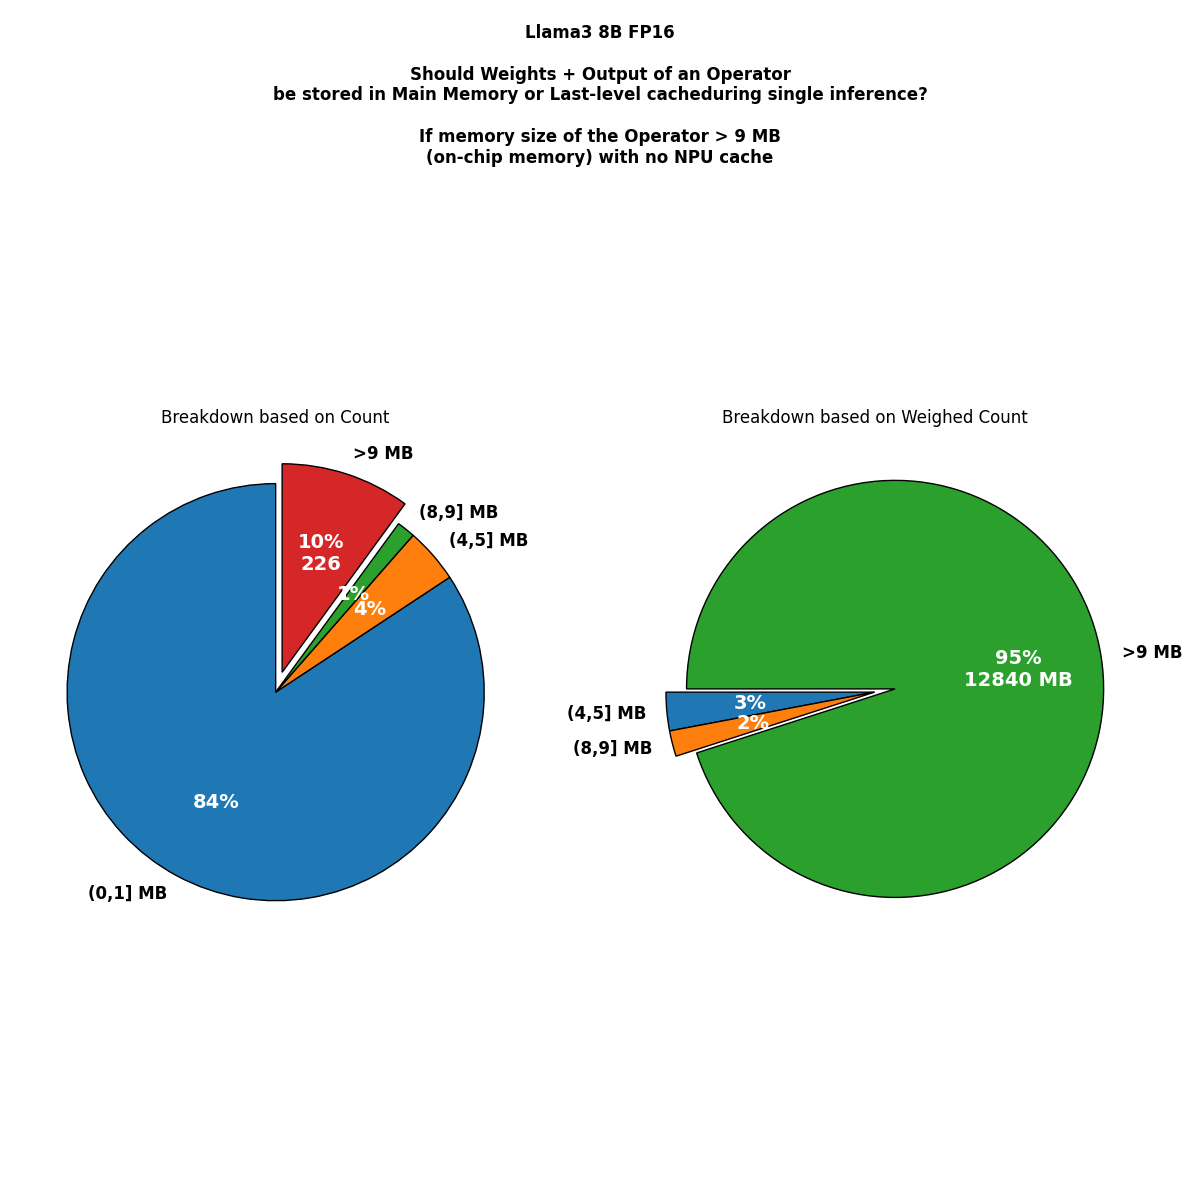 Llama3 8B FP16
Should Weights + Output of an Operator
be stored in Main Memory or Last-level cacheduring single inference?
If memory size of the Operator > 9 MB
(on-chip memory) with no NPU cache
Breakdown based on Count
>9 MB
(8,9] MB
(4,5] MB
10%
226
1%
4%
84%
(0,1] MB
Breakdown based on Weighed Count
95%
12840 MB
>9 MB
3%
(4,5] MB
2%
(8,9] MB